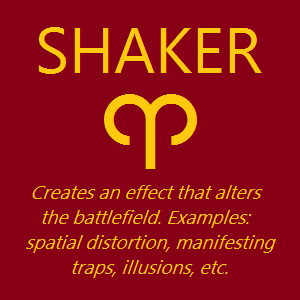 SHAKER
Creates an effect that alters
the battlefield. Examples:
spatial distortion, manifesting
traps, illusions, etc.